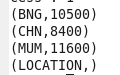 (BNG,10500)
(CHN,8400)
(MUM,11600)
(LOCATION,)